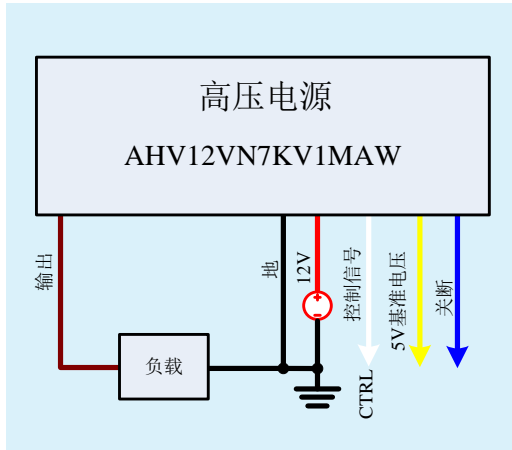 高压电源
AHV12VN7KV1MAW
输出
地
12V
控制信号
5V基准电压
关断
负载
CTRL